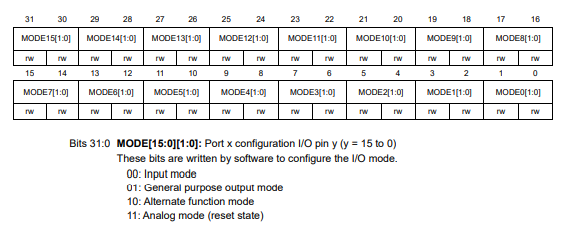 31 30 29 28 27 26 25 24 23 22 21 20 19 18 17 16
MODE15[1:0] MODE14[1:0] MODE13[1:0] MODE12[1:0] MODE11[1:0] MODE10[1:0] MODE9[1:0] MODE8[1:0]
rw rw rw rw rw rw rw rw rw rw rw rw rw rw rw rw
15 14 13 12 11 10 9 8 7 6 5 4 3 2 1 0
MODE7[1:0] MODE6[1:0] MODE5[1:0] MODE4[1:0] MODE3[1:0] MODE2[1:0] MODE1[1:0] MODE0[1:0]
rw rw rw rw rw rw rw rw rw rw rw rw rw rw rw rw
Bits 31:0 MODE[15:0][1:0]: Port x configuration I/O pin y (y = 15 to 0)
These bits are written by software to configure the I/O mode.
00: Input mode
01: General purpose output mode
10: Alternate function mode
11: Analog mode (reset state)